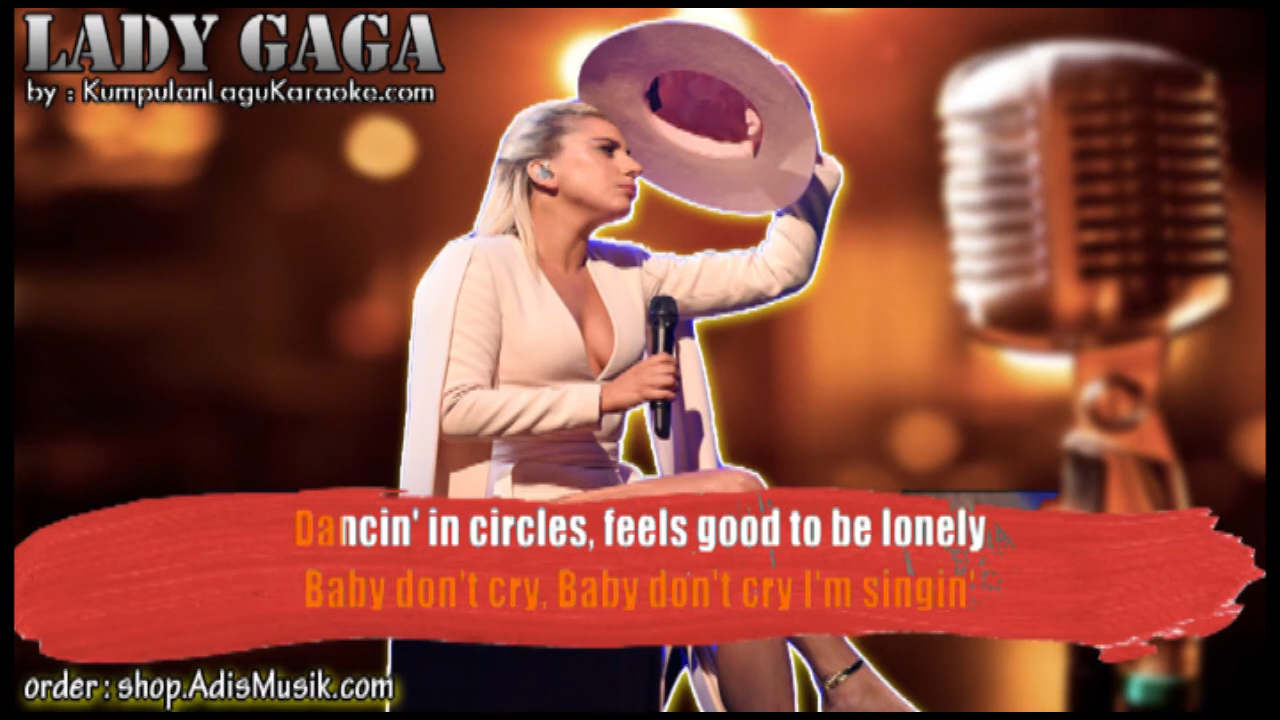 LADY GAGA
by : KumpulanLaguKaraoke.com
Dancin' in circles, feels good to be lonely
Baby don't cry, Baby don't cry I'm singin'
order : shop.AdisMusik.com